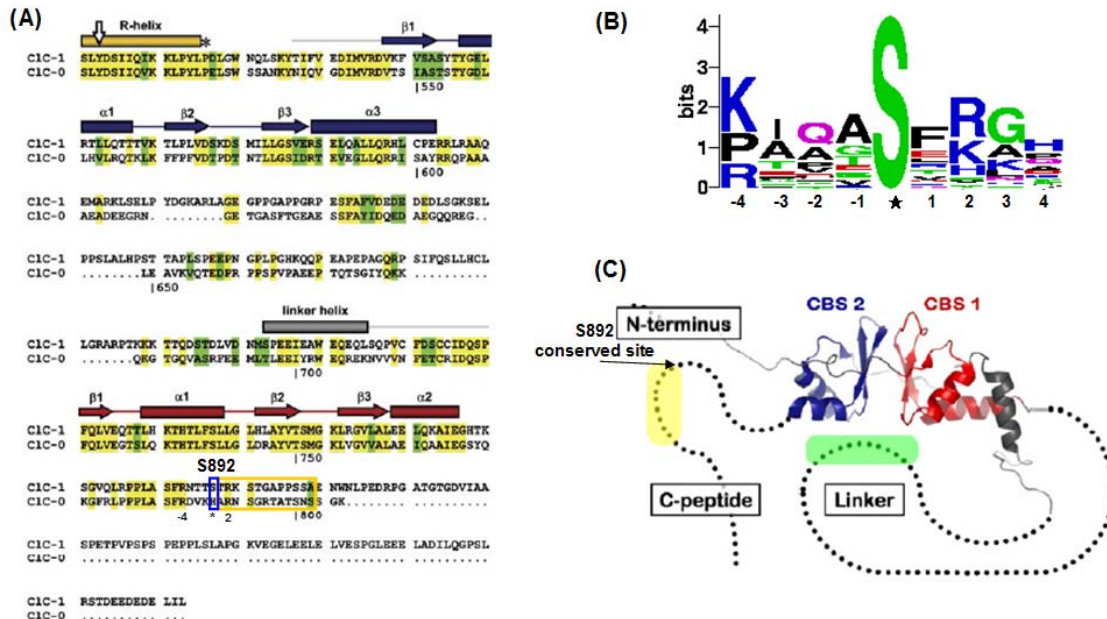 (A)
R-helix * β1
ClC-1 SLYDSIIQIK KLPYLPDLGW NQLSKYTIFV EDIMVRDVKF VSASYTYGEL
ClC-0 SLYDSIIQVK KLPYLPELSW SSANKYNIQV GDIMVRDVTS IASTSTYGDL
|550
α1 β2 β3 α3
ClC-1 RTLLQTTTVK TLPLVDSKDS MILLGSVERS ELQALLQRHL CPERRLRAAQ
ClC-0 LHVLRQTKLK FFPFVDTPDT NTLLGSIDRT EVEGLLQRRI SAYRRQPAAA
|600
ClC-1 EMARKLSELP YDGKARLAGE GPPGAPPGRP ESFAFVDEDE DEDLSGKSEL
ClC-0 AEADEEGRN. ........GE TGASFTGEAE SSFAYIDQED AEGQQREG..
ClC-1 PPSLALHPST TAPLSPEEPN GPLPGHKQQP EAPEPAGQRP SIFQSLLHCL
ClC-0 ........LE AVKVQTEDPR PPSPVPAEEP TQTSGIYQKK ..........
|650
linker helix
ClC-1 LGRARPTKKK TTQDSTDLVD NMSPEEIEAW EQEQLSQPVC FDSCCIDQSP
ClC-0 .......QKG TGQVASRFEE MLTLEEIYRW EQREKNVVVN FETCRIDQSP
|700
β1 α1 β2 β3 α2
ClC-1 FQLVEQTTLH KTHTLFSLLG LHLAYVTSMG KLRGVLALEE LQKAIEGHTK
ClC-0 FQLVEGTSLQ KTHTLFSLLG LDRAYVTSMG KLVGVVALAE IQAAIEGSYQ
|750
S892
ClC-1 SGVQLRPPLA SFRNTTSTRK STGAPPSSAE NWNLPEDRPG ATGTGDVIAA
ClC-0 KGFRLPPPLA SFRDVKHARN SGRTATSNSS GK........ ..........
-4 * 2 |800
ClC-1 SPETPVPSPS PEPPLSLAPG KVEGELEELE LVESPGLEEE LADILQGPSL
ClC-0 .......... .......... .......... .......... ..........
ClC-1 RSTDEEDEDE LIL
ClC-0 .......... ...
(B)
bits
4
3
2
1
0
-4 -3 -2 -1 ★ 1 2 3 4
(C)
CBS 2 CBS 1
N-terminus
S892
conserved site
C-peptide
Linker